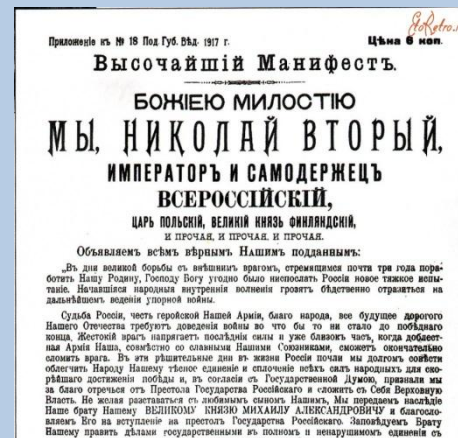 GoRetro.
Приложеніе къ № 18 Под Губ. Вѣд. 1917 г. Цѣна 6 коп.
Высочайшій Манифестъ.
БОЖІЕЮ МИЛОСТІЮ
МЫ, НИКОЛАЙ ВТОРЫЙ,
ИМПЕРАТОРЪ И САМОДЕРЖЕЦЪ
ВСЕРОССІЙСКІЙ,
ЦАРЬ ПОЛЬСКІЙ, ВЕЛИКІЙ КНЯЗЬ ФИНЛЯНДСКІЙ,
И ПРОЧАЯ, И ПРОЧАЯ, И ПРОЧАЯ.
Объявляемъ всѣмъ вѣрнымъ Нашимъ подданнымъ:
„Въ дни великой борьбы съ внѣшнимъ врагомъ, стремящимся почти три года пора-
ботить Нашу Родину, Господу Богу угодно было ниспослать Россіи новое тяжкое испы-
таніе. Начавшіяся народныя внутреннія волненія грозятъ бѣдственно отразиться на
дальнѣйшемъ веденіи упорной войны.
Судьба Россіи, честь геройской Нашей Арміи, благо народа, все будущее дорогого
Нашего Отечества требуютъ доведенія войны во что бы то ни стало до побѣднаго
конца. Жестокій врагъ напрягаетъ послѣднія силы и уже близокъ часъ, когда доблест-
ная Армія Наша, совмѣстно со славными Нашими Союзниками, сможетъ окончательно
сломить врага. Въ эти рѣшительные дни въ жизни Россіи почли мы долгомъ совѣсти
облегчить Народу Нашему тѣсное единеніе и сплоченіе всѣхъ силъ народныхъ для ско-
рѣйшаго достиженія побѣды и, въ согласіи съ Государственной Думою, признали мы
за благо отречься отъ Престола Государства Россійскаго и сложить съ Себя Верховную
Власть. Не желая разставаться съ любимымъ сыномъ Нашимъ, Мы передаемъ наслѣдіе
Наше брату Нашему ВЕЛИКОМУ КНЯЗЮ МИХАИЛУ АЛЕКСАНДРОВИЧУ и благослов-
ляемъ Его на вступленіе на престолъ Государства Россійскаго. Заповѣдуемъ Брату
Нашему править дѣлами государственными въ полномъ и ненарушимомъ единеніи съ